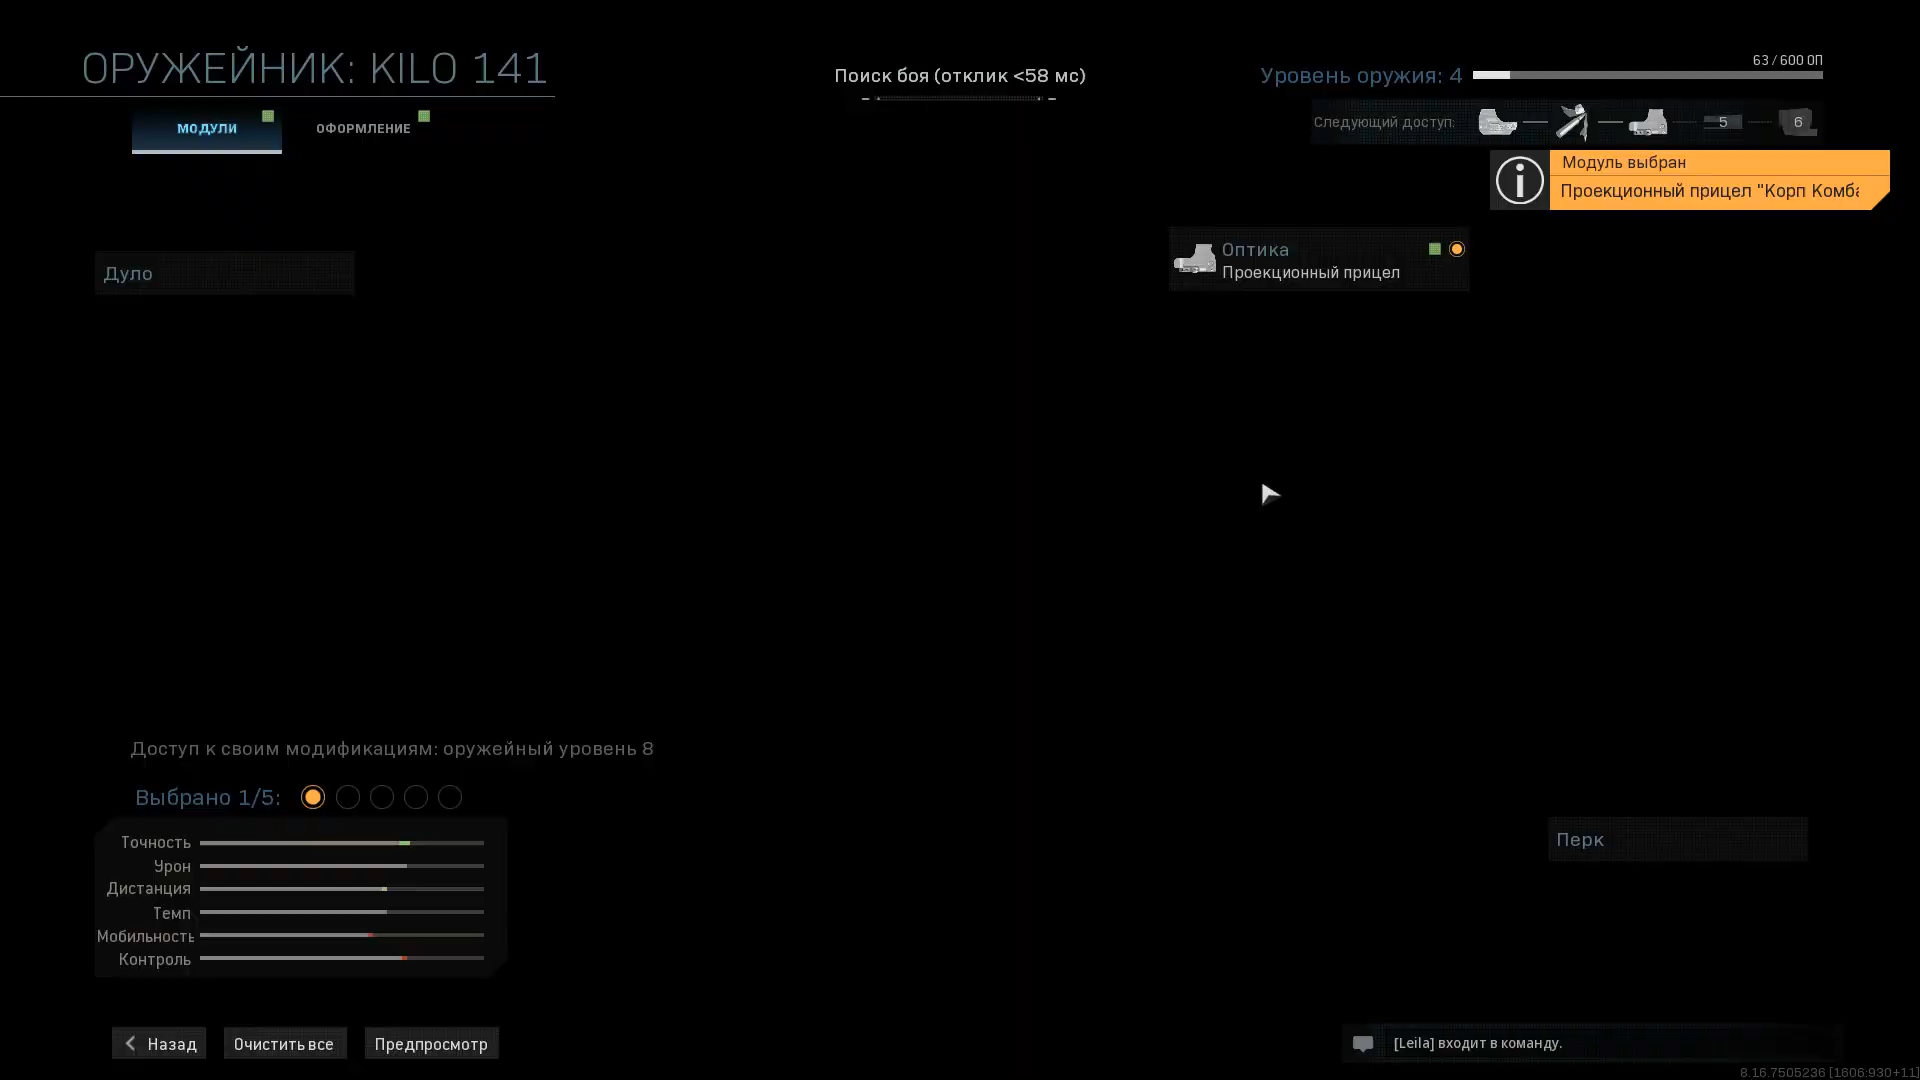 ОРУЖЕЙНИК: KILO 141
МОДУЛИ
ОФОРМЛЕНИЕ
Поиск боя (отклик <58 мс)
63 / 600 ОП
Уровень оружия: 4
Следующий доступ:
5
6
Модуль выбран
Проекционный прицел "Корп Комба
Дуло
Оптика
Проекционный прицел
Доступ к своим модификациям: оружейный уровень 8
Выбрано 1/5:
Точность
Урон
Дистанция
Темп
Мобильность
Контроль
Перк
Назад
Очистить все
Предпросмотр
[Leila] входит в команду.
8.16.7505236 [1606:930+11]